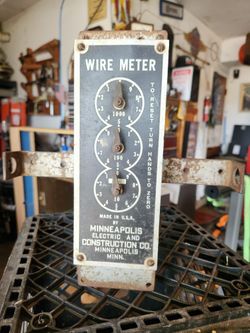 WIRE METER
1000
100
10
TO RESET TURN HANDS TO ZERO
MADE IN U.S.A.
BY
MINNEAPOLIS
ELECTRIC AND
CONSTRUCTION CO.
MINNEAPOLIS
MINN.